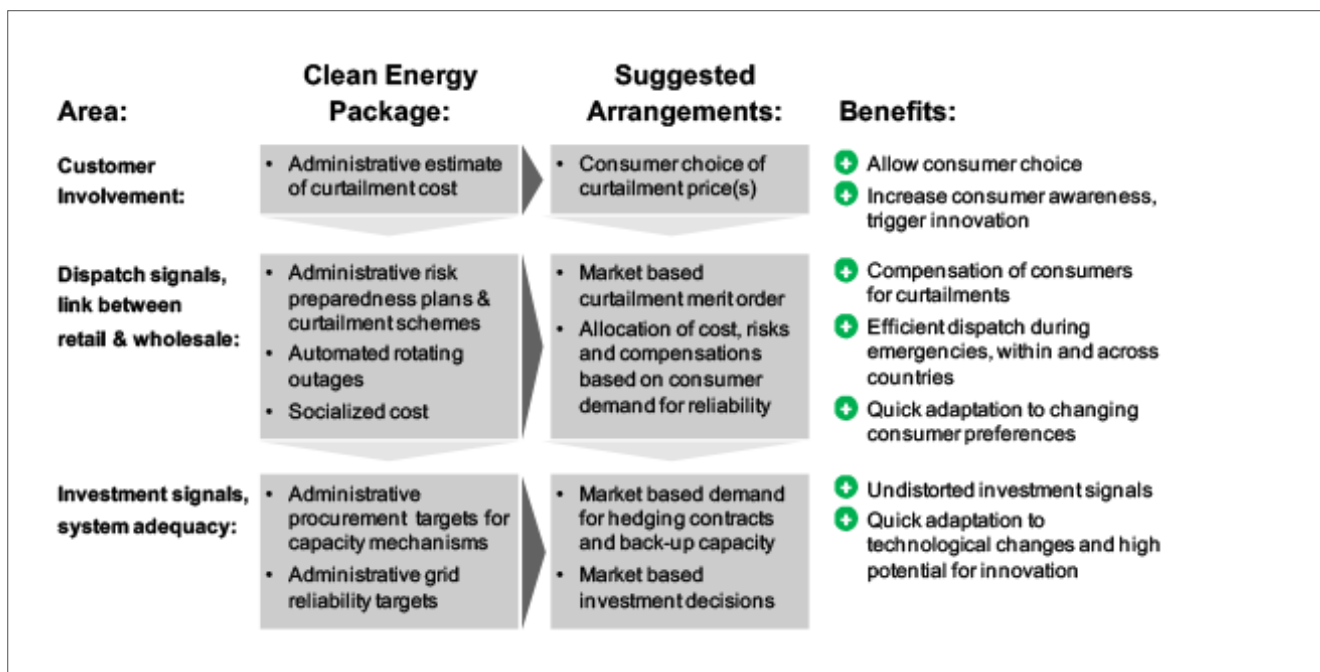 Area:
Clean Energy
Package:
Suggested
Arrangements:
Benefits:
Customer
Involvement:
• Administrative estimate
of curtailment cost
• Consumer choice of
curtailment price(s)
Allow consumer choice
Increase consumer awareness,
trigger innovation
Dispatch signals,
link between
retail & wholesale:
• Administrative risk
preparedness plans &
curtailment schemes
• Automated rotating
outages
• Socialized cost
• Market based
curtailment merit order
• Allocation of cost, risks
and compensations
based on consumer
demand for reliability
Compensation of consumers
for curtailments
Efficient dispatch during
emergencies, within and across
countries
Quick adaptation to changing
consumer preferences
Investment signals,
system adequacy:
• Administrative
procurement targets for
capacity mechanisms
• Administrative grid
reliability targets
• Market based demand
for hedging contracts
and back-up capacity
• Market based
investment decisions
Undistorted investment signals
Quick adaptation to
technological changes and high
potential for innovation